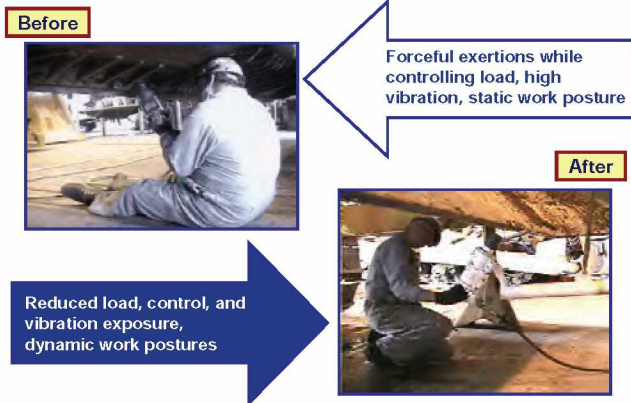 Before
Forceful exertions while
controlling load, high
vibration, static work posture
After
Reduced load, control, and
vibration exposure,
dynamic work postures